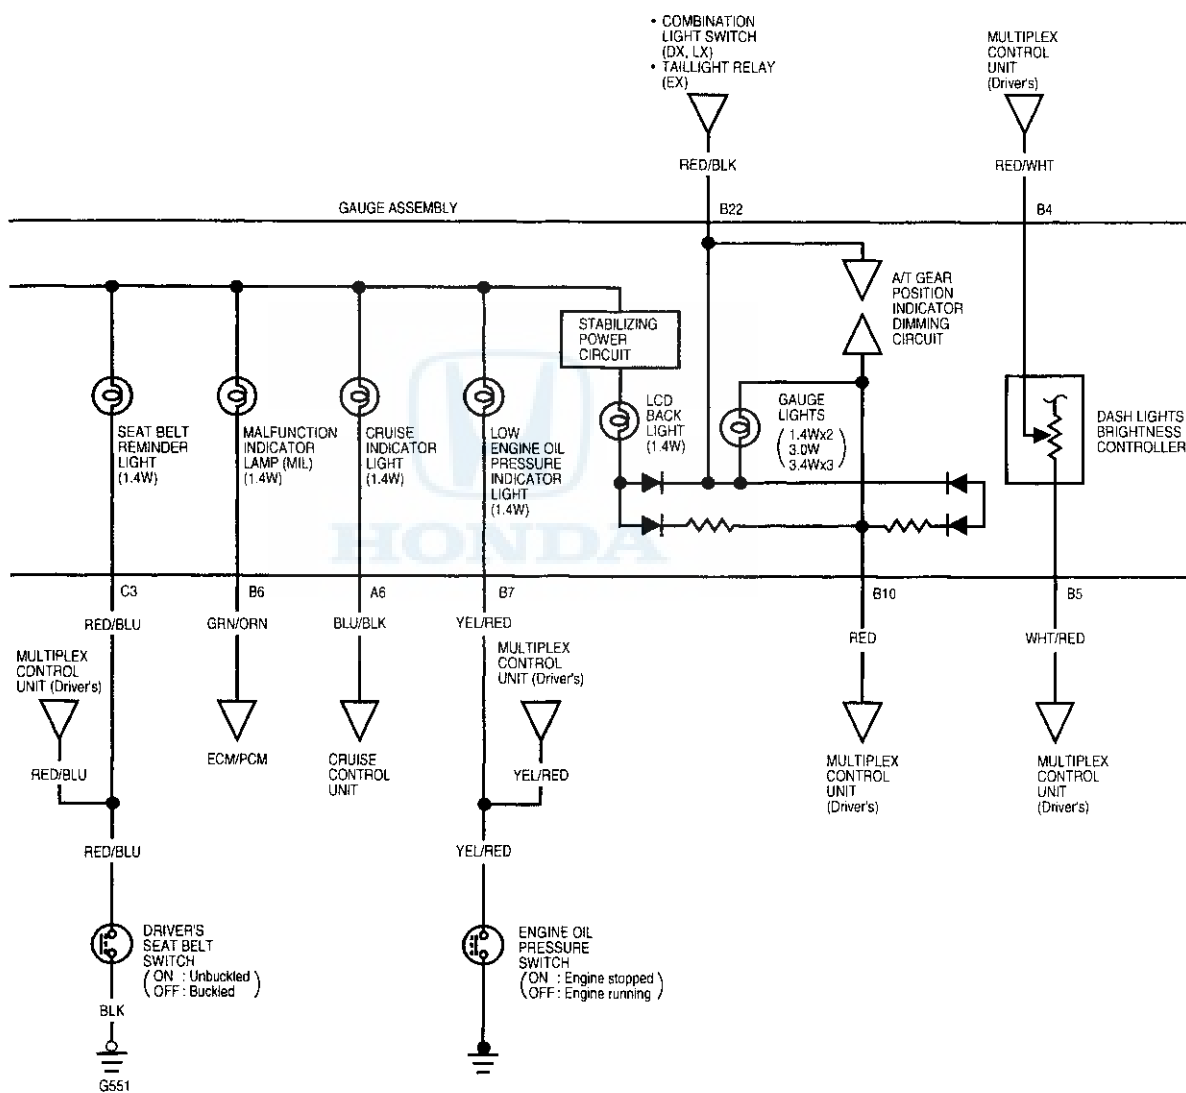 • COMBINATION
LIGHT SWITCH
(DX, LX)
• TAILLIGHT RELAY
(EX)
MULTIPLEX
CONTROL
UNIT
(Driver's)
RED/BLK
RED/WHT
GAUGE ASSEMBLY
B22
B4
A/T GEAR
POSITION
INDICATOR
DIMMING
CIRCUIT
STABILIZING
POWER
CIRCUIT
SEAT BELT
REMINDER
LIGHT
(1.4W)
MALFUNCTION
INDICATOR
LAMP (MIL)
(1.4W)
CRUISE
INDICATOR
LIGHT
(1.4W)
LOW
ENGINE OIL
PRESSURE
INDICATOR
LIGHT
(1.4W)
LCD
BACK
LIGHT
(1.4W)
GAUGE
LIGHTS
(1.4Wx2
3.0W
3.4Wx3)
DASH LIGHTS
BRIGHTNESS
CONTROLLER
HONDA
C3
B6
A6
B7
B10
B5
RED/BLU
GRN/ORN
BLU/BLK
YEL/RED
RED
WHT/RED
MULTIPLEX
CONTROL
UNIT (Driver's)
MULTIPLEX
CONTROL
UNIT (Driver's)
RED/BLU
ECM/PCM
CRUISE
CONTROL
UNIT
YEL/RED
MULTIPLEX
CONTROL
UNIT
(Driver's)
MULTIPLEX
CONTROL
UNIT
(Driver's)
RED/BLU
YEL/RED
DRIVER'S
SEAT BELT
SWITCH
(ON : Unbuckled
OFF : Buckled)
ENGINE OIL
PRESSURE
SWITCH
(ON : Engine stopped
OFF : Engine running)
BLK
G551